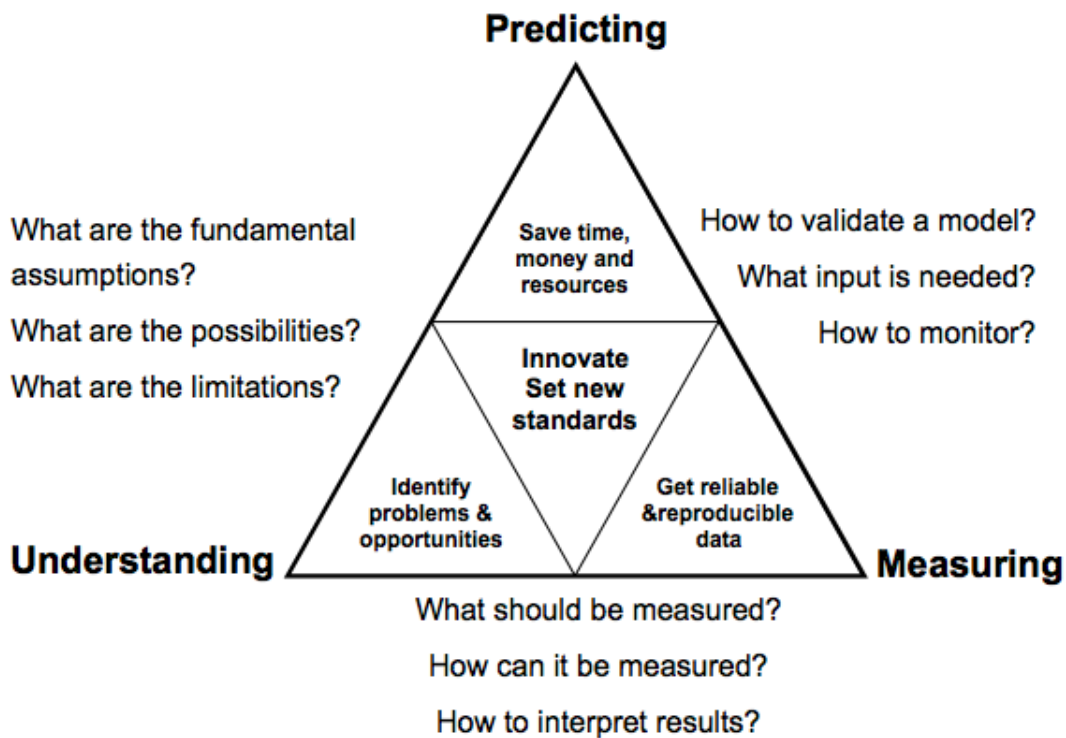 Predicting
What are the fundamental
assumptions?
What are the possibilities?
What are the limitations?
Save time,
money and
resources
How to validate a model?
What input is needed?
How to monitor?
Innovate
Set new
standards
Identify
problems &
opportunities
Get reliable
&reproducible
data
Understanding
Measuring
What should be measured?
How can it be measured?
How to interpret results?